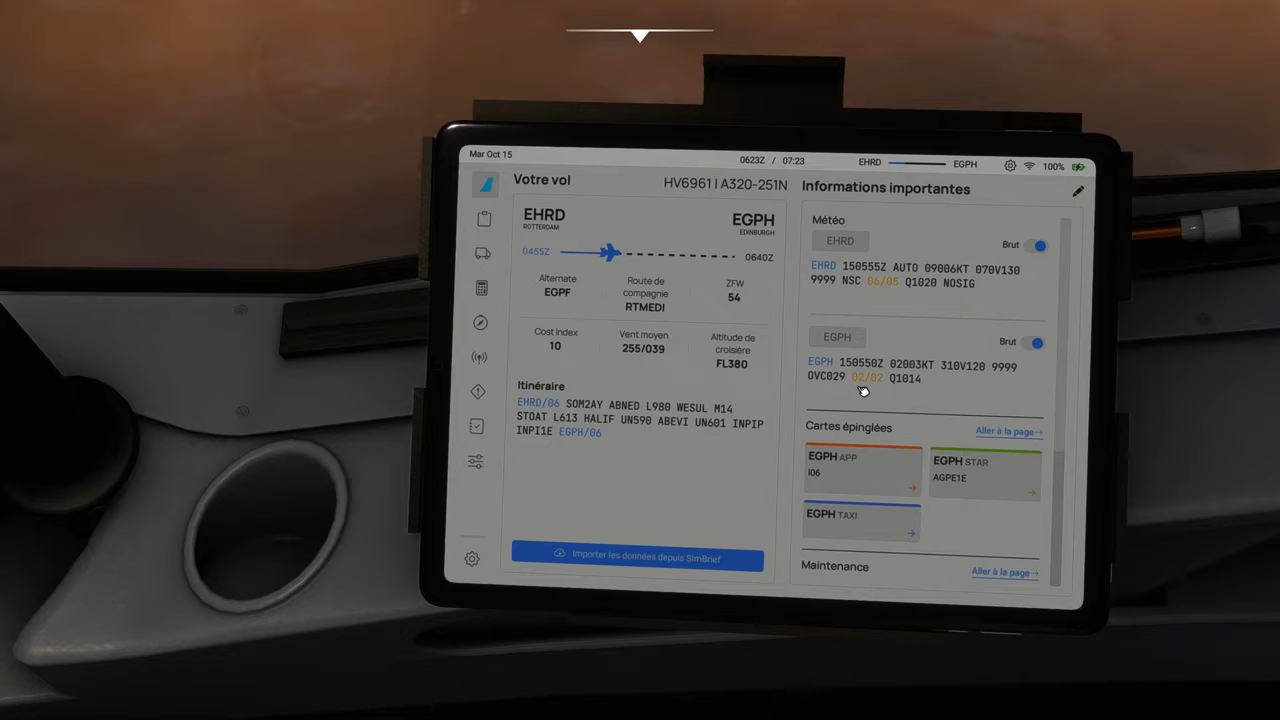 Mar Oct 15
0623Z / 07:23
EHRD
EGPH
100%
Votre vol
HV6961 | A320-251N
EHRD
ROTTERDAM
EGPH
EDINBURGH
0455Z
0640Z
Alternate
EGPF
Route de
compagnie
RTMEDI
ZFW
54
Cost Index
10
Vent moyen
255/039
Altitude de
croisière
FL380
Itinéraire
EHRD/06 SOM2AY ABNED L980 WESUL M14
STOAT L613 HALIF UN590 ABEVI UN601 INPIP
INPI1E EGPH/06
Importer les données depuis SimBrief
Informations importantes
Météo
EHRD
Brut
EHRD 150555Z AUTO 09006KT 070V130
9999 NSC 06/05 Q1020 NOSIG
EGPH
Brut
EGPH 150550Z 02003KT 310V120 9999
OVC029 02/02 Q1014
Cartes épinglées
Aller à la page→
EGPH APP
I06
EGPH STAR
AGPE1E
EGPH TAXI
Maintenance
Aller à la page→